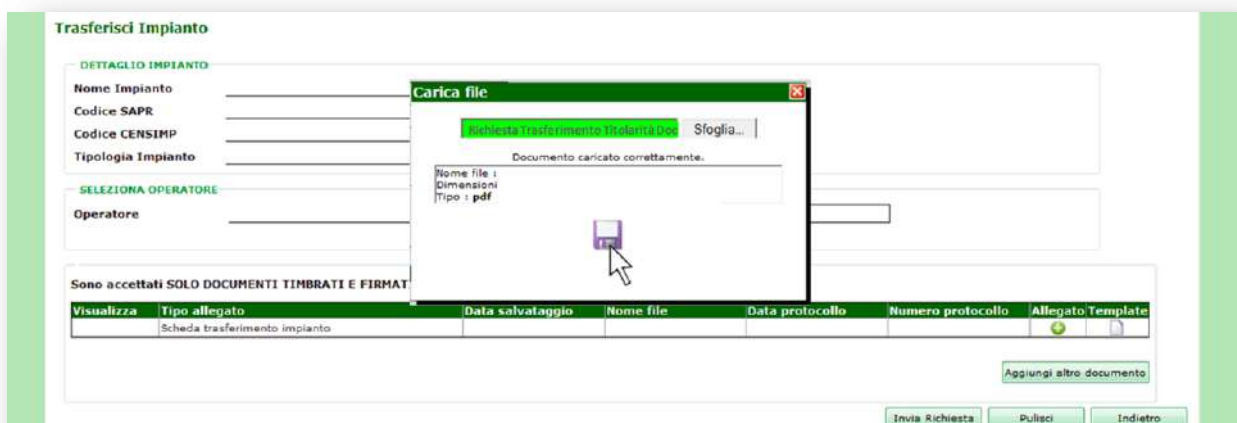 Trasferisci Impianto
DETTAGLIO IMPIANTO
Nome Impianto
Codice SAPR
Codice CENSIMP
Tipologia Impianto
Carica file
Richiesta Trasferimento Titolarità Doc Sfoglia...
Documento caricato correttamente.
Nome file :
Dimensioni
Tipo : pdf
SELEZIONA OPERATORE
Operatore
Sono accettati SOLO DOCUMENTI TIMBRATI E FIRMAT
Visualizza Tipo allegato Data salvataggio Nome file Data protocollo Numero protocollo Allegato Template
Scheda trasferimento impianto
Aggiungi altro documento
Invia Richiesta Pulisci Indietro